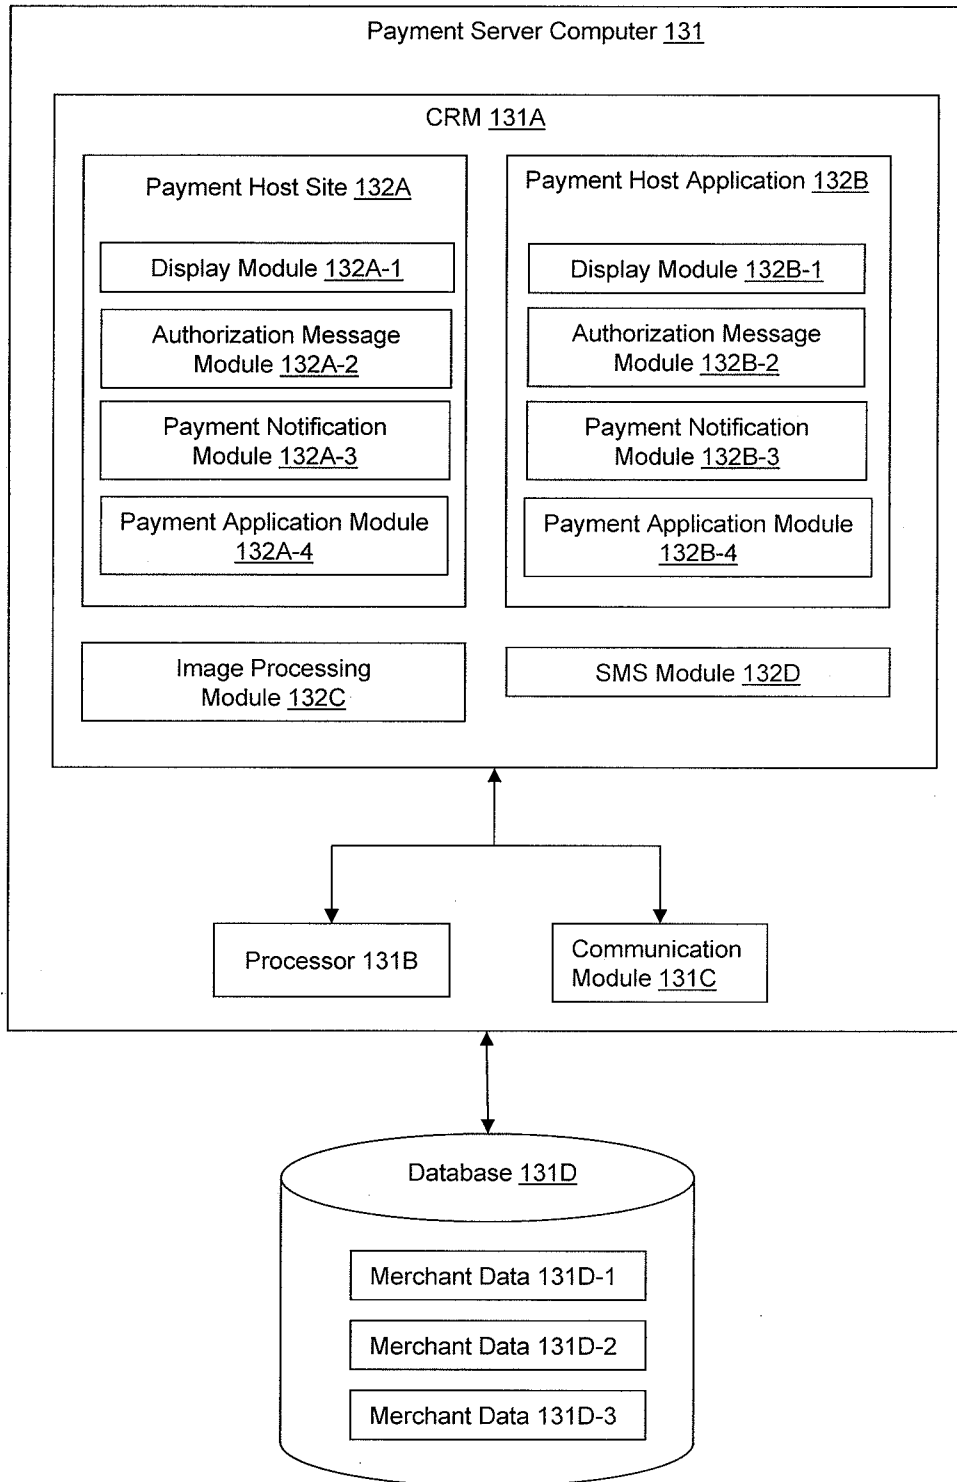 Payment Server Computer 131
CRM 131A
Payment Host Site 132A
Display Module 132A-1
Authorization Message
Module 132A-2
Payment Notification
Module 132A-3
Payment Application Module
132A-4
Payment Host Application 132B
Display Module 132B-1
Authorization Message
Module 132B-2
Payment Notification
Module 132B-3
Payment Application Module
132B-4
Image Processing
Module 132C
SMS Module 132D
Processor 131B
Communication
Module 131C
Database 131D
Merchant Data 131D-1
Merchant Data 131D-2
Merchant Data 131D-3